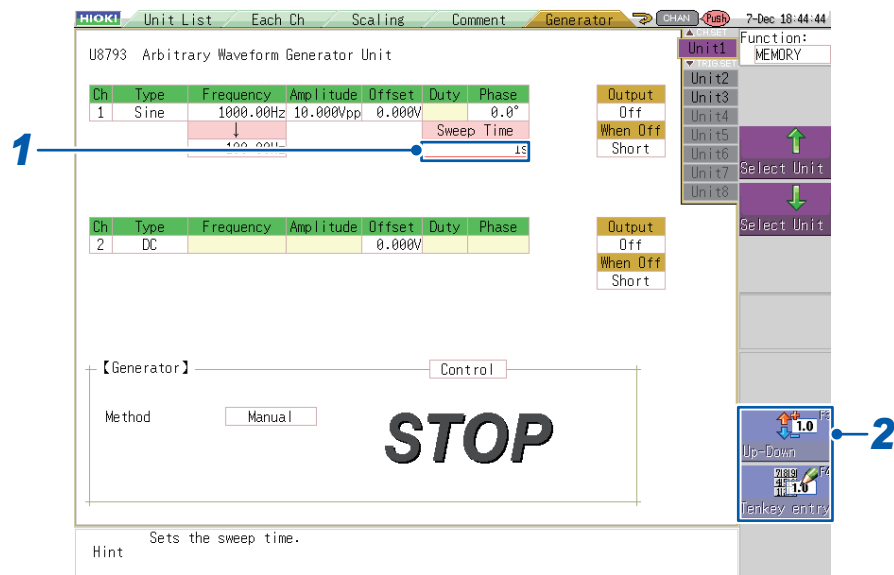 HIOKI Unit List Each Ch Scaling Comment Generator CHAN Push 7-Dec 18:44:44
Function:
MEMORY
U8793 Arbitrary Waveform Generator Unit
▲ CH.SET
Unit1
▼ TRIG.SET
Unit2
Unit3
Unit4
Unit5
Unit6
Unit7
Unit8
Select Unit
Select Unit
Ch Type Frequency Amplitude Offset Duty Phase Output
1 Sine 1000.00Hz 10.000Vpp 0.000V 0.0° Off
↓ Sweep Time When Off
1s Short
1
Ch Type Frequency Amplitude Offset Duty Phase Output
2 DC 0.000V Off
When Off
Short
【Generator】 Control
Method Manual
STOP
F3
1.0
Up-Down
2
F4
1.0
Tenkey entry
Hint Sets the sweep time.